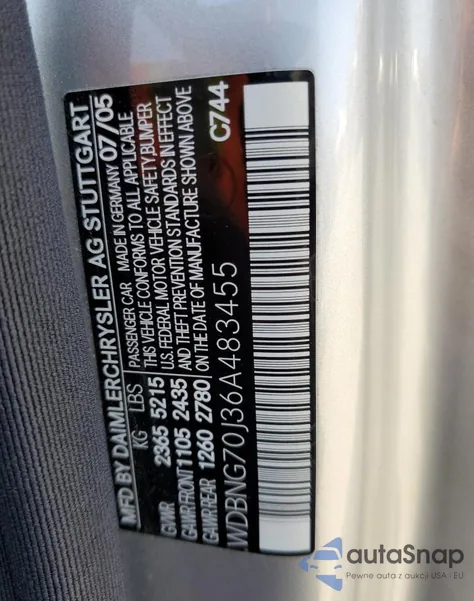 MFD BY DAIMLERCHRYSLER AG STUTTGART
KG LBS PASSENGER CAR MADE IN GERMANY 07/05
GVWR 2365 5215 THIS VEHICLE CONFORMS TO ALL APPLICABLE
U.S. FEDERAL MOTOR VEHICLE SAFETY, BUMPER
GAWR FRONT 1105 2435 AND THEFT PREVENTION STANDARDS IN EFFECT
GAWR REAR 1260 2780 ON THE DATE OF MANUFACTURE SHOWN ABOVE
C744
WDBNG70J36A483455
autoSnap
Pewne auta z aukcji USA i EU